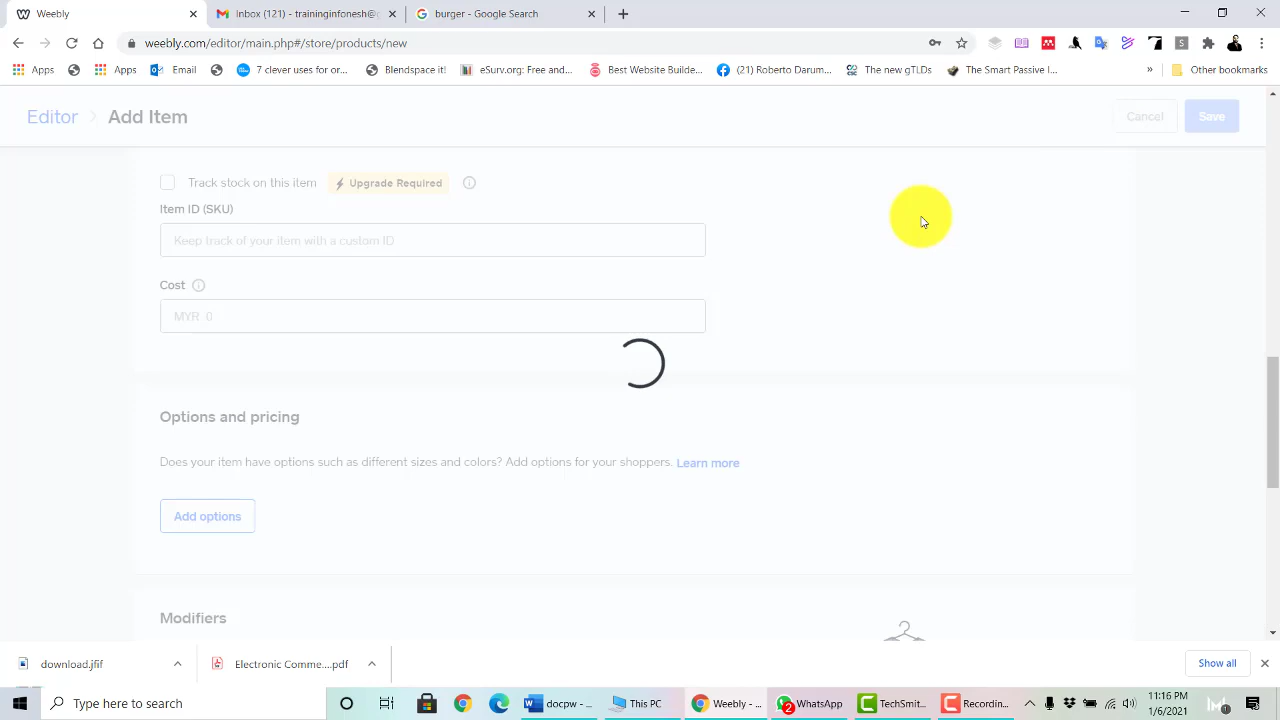 Weebly
Inbox (121) - traininginfoesh@g
burger - Google Search
weebly.com/editor/main.php#/store/products/new
Apps
Apps
Email
7 cleveruses for or...
Blendspace it!
Surv.org: Free and...
Best Website Builde...
(21) Roberto Darum...
The new gTLDs
The Smart Passive I...
»
Other bookmarks
Editor
Add Item
Cancel
Save
Track stock on this item
Upgrade Required
Item ID (SKU)
Keep track of your item with a custom ID
Cost
MYR 0
Options and pricing
Does your item have options such as different sizes and colors? Add options for your shoppers. Learn more
Add options
Modifiers
download.jfif
Electronic Comme....pdf
Show all
Type here to search
docpw - ...
This PC
Weebly - ...
2
WhatsApp
TechSmit...
Recordin...
11:16 PM
1/6/2021